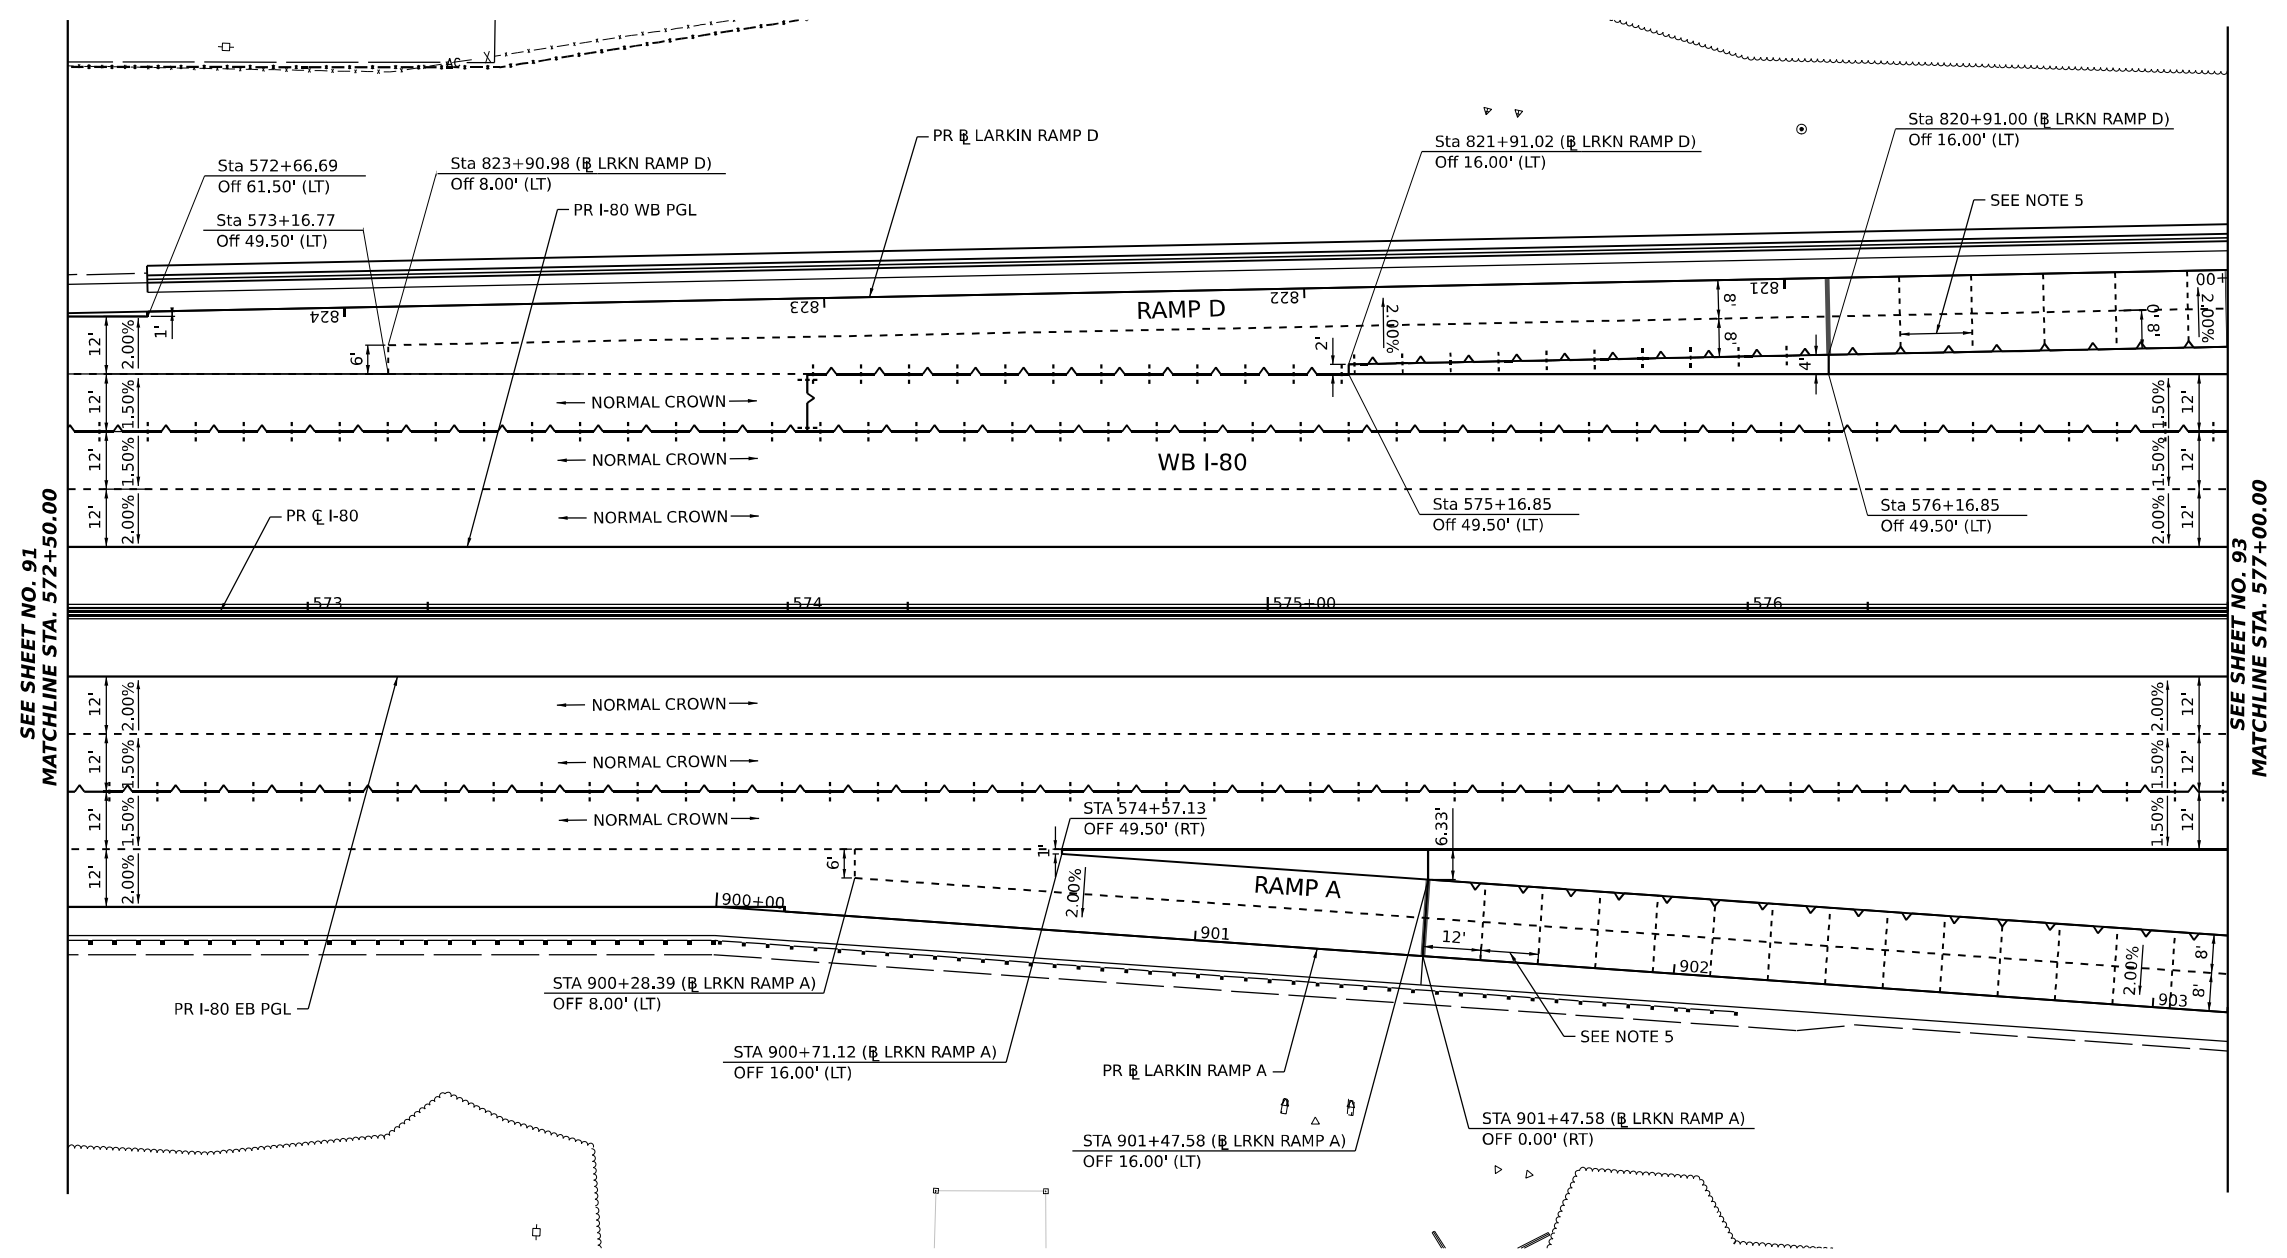 AC
X
PR BL LARKIN RAMP D
Sta 572+66.69
Off 61.50' (LT)
Sta 573+16.77
Off 49.50' (LT)
Sta 823+90.98 (BL LRKN RAMP D)
Off 8.00' (LT)
PR I-80 WB PGL
Sta 821+91.02 (BL LRKN RAMP D)
Off 16.00' (LT)
Sta 820+91.00 (BL LRKN RAMP D)
Off 16.00' (LT)
SEE NOTE 5
824
823
822
821
+00
RAMP D
1'
6'
2'
4'
8'
8'
0.8'
2.00%
2.00%
12'
2.00%
12'
1.50%
12'
1.50%
12'
2.00%
NORMAL CROWN
NORMAL CROWN
NORMAL CROWN
WB I-80
1.50%
12'
1.50%
12'
2.00%
12'
Sta 575+16.85
Off 49.50' (LT)
Sta 576+16.85
Off 49.50' (LT)
PR CL I-80
573
574
575+00
576
SEE SHEET NO. 91
MATCHLINE STA. 572+50.00
SEE SHEET NO. 93
MATCHLINE STA. 577+00.00
12'
2.00%
12'
1.50%
12'
1.50%
12'
2.00%
NORMAL CROWN
NORMAL CROWN
NORMAL CROWN
2.00%
12'
1.50%
12'
1.50%
12'
STA 574+57.13
OFF 49.50' (RT)
6.33'
1'
6'
2.00%
RAMP A
900+00
901
902
903
12'
2.00%
8'
8'
STA 900+28.39 (BL LRKN RAMP A)
OFF 8.00' (LT)
PR I-80 EB PGL
SEE NOTE 5
STA 900+71.12 (BL LRKN RAMP A)
OFF 16.00' (LT)
PR BL LARKIN RAMP A
STA 901+47.58 (BL LRKN RAMP A)
OFF 0.00' (RT)
STA 901+47.58 (BL LRKN RAMP A)
OFF 16.00' (LT)